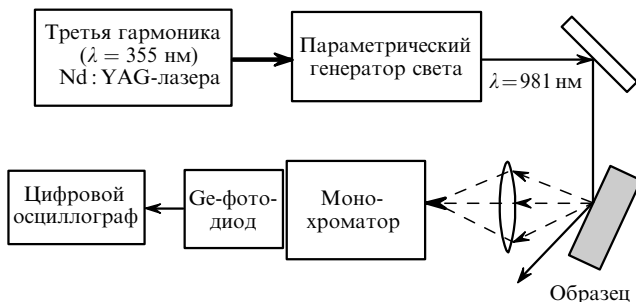 Третья гармоника
(λ = 355 нм)
Nd : YAG-лазера
Параметрический
генератор света
λ=981 нм
Цифровой
осциллограф
Ge-фото-
диод
Моно-
хроматор
Образец